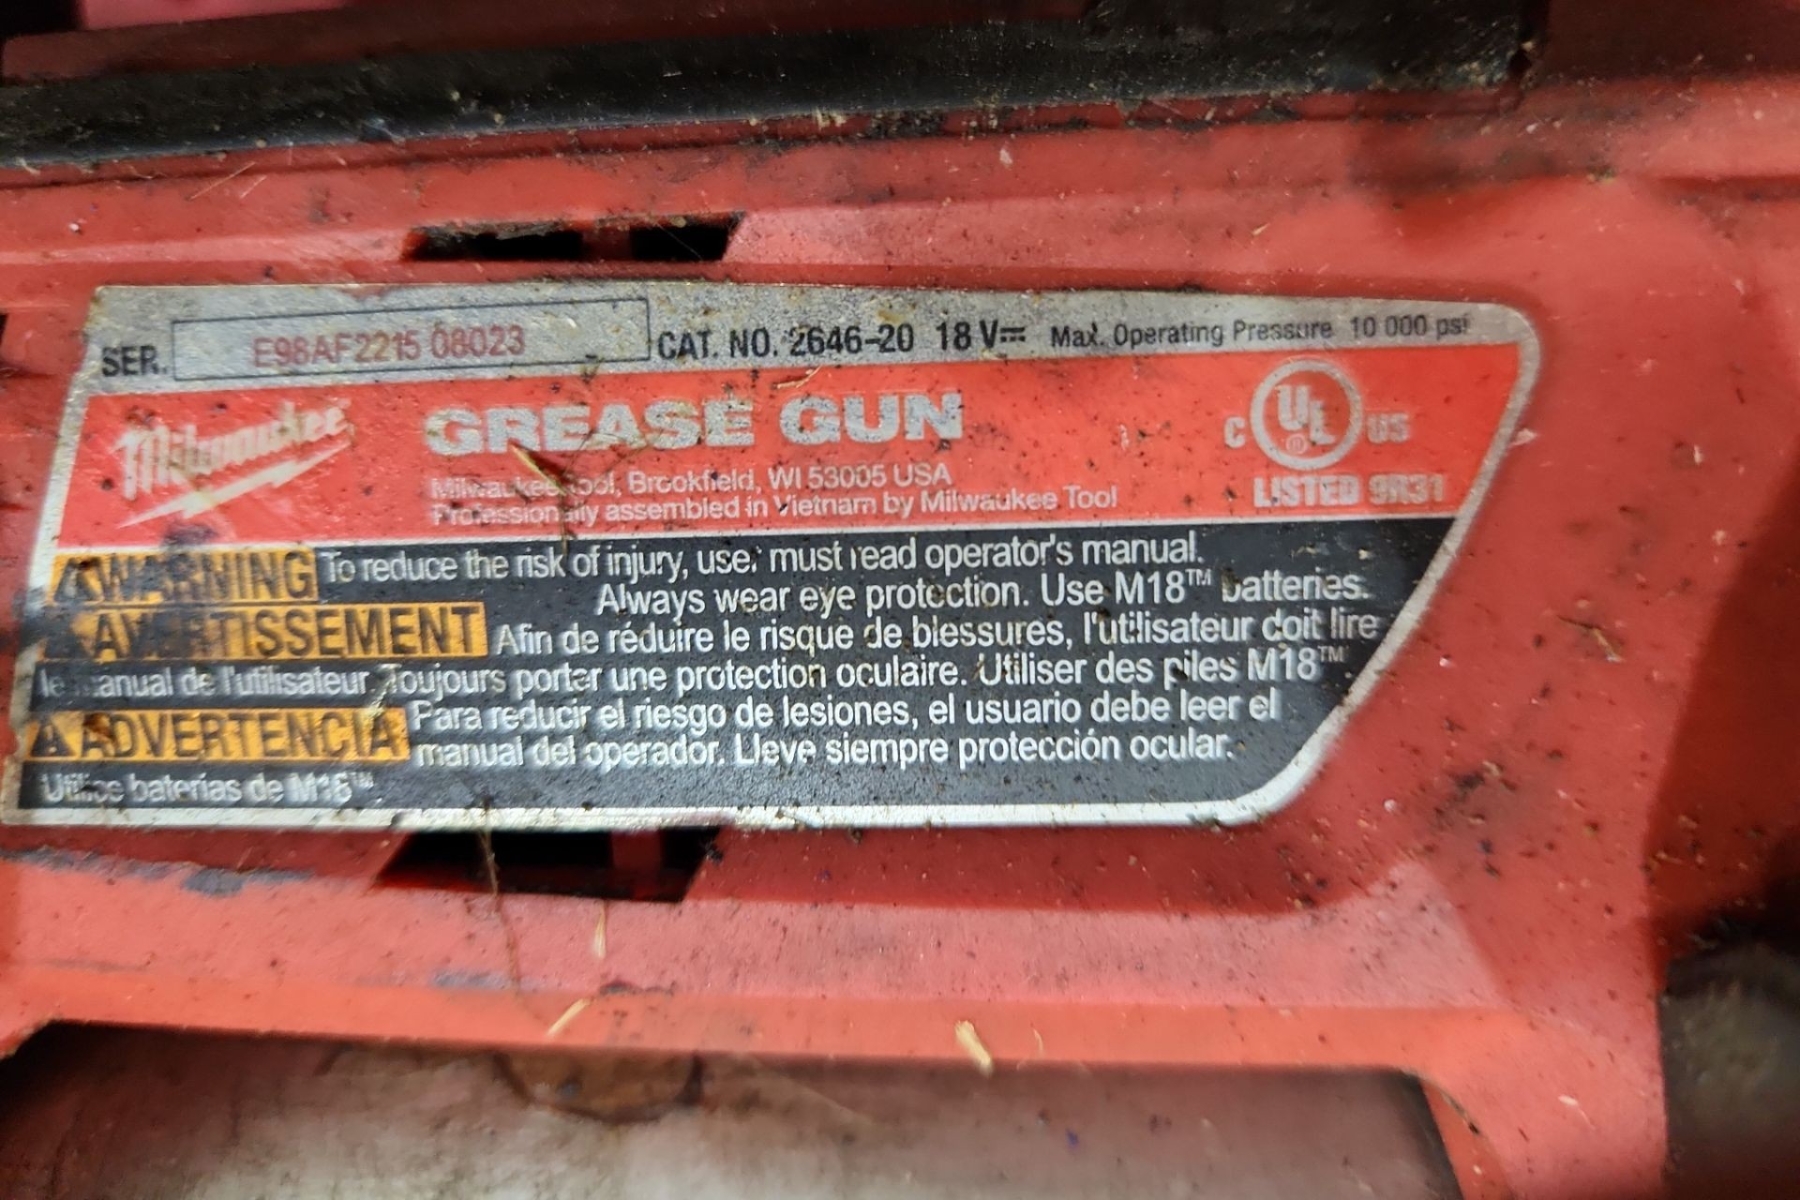 SER. E98AF2215 08023 CAT. NO. 2646-20 18 V⎓ Max. Operating Pressure 10 000 psi
Milwaukee GREASE GUN C UL US
Milwaukee Tool, Brookfield, WI 53005 USA
Professionally assembled in Vietnam by Milwaukee Tool
LISTED 9R31
WARNING To reduce the risk of injury, user must read operator's manual.
Always wear eye protection. Use M18™ batteries.
AVERTISSEMENT Afin de réduire le risque de blessures, l'utilisateur doit lire
le manuel de l'utilisateur. Toujours porter une protection oculaire. Utiliser des piles M18™
ADVERTENCIA Para reducir el riesgo de lesiones, el usuario debe leer el
manual del operador. Lleve siempre protección ocular.
Utilice baterías de M18™